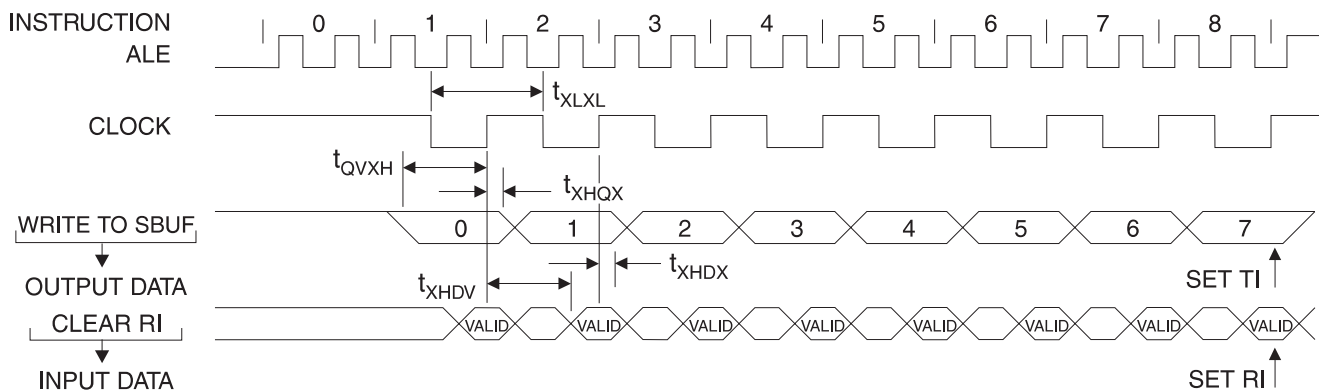 INSTRUCTION 0 1 2 3 4 5 6 7 8
ALE
tXLXL
CLOCK
tQVXH
tXHQX
WRITE TO SBUF 0 1 2 3 4 5 6 7
tXHDX
OUTPUT DATA SET TI
tXHDV
CLEAR RI VALID VALID VALID VALID VALID VALID VALID VALID
INPUT DATA SET RI